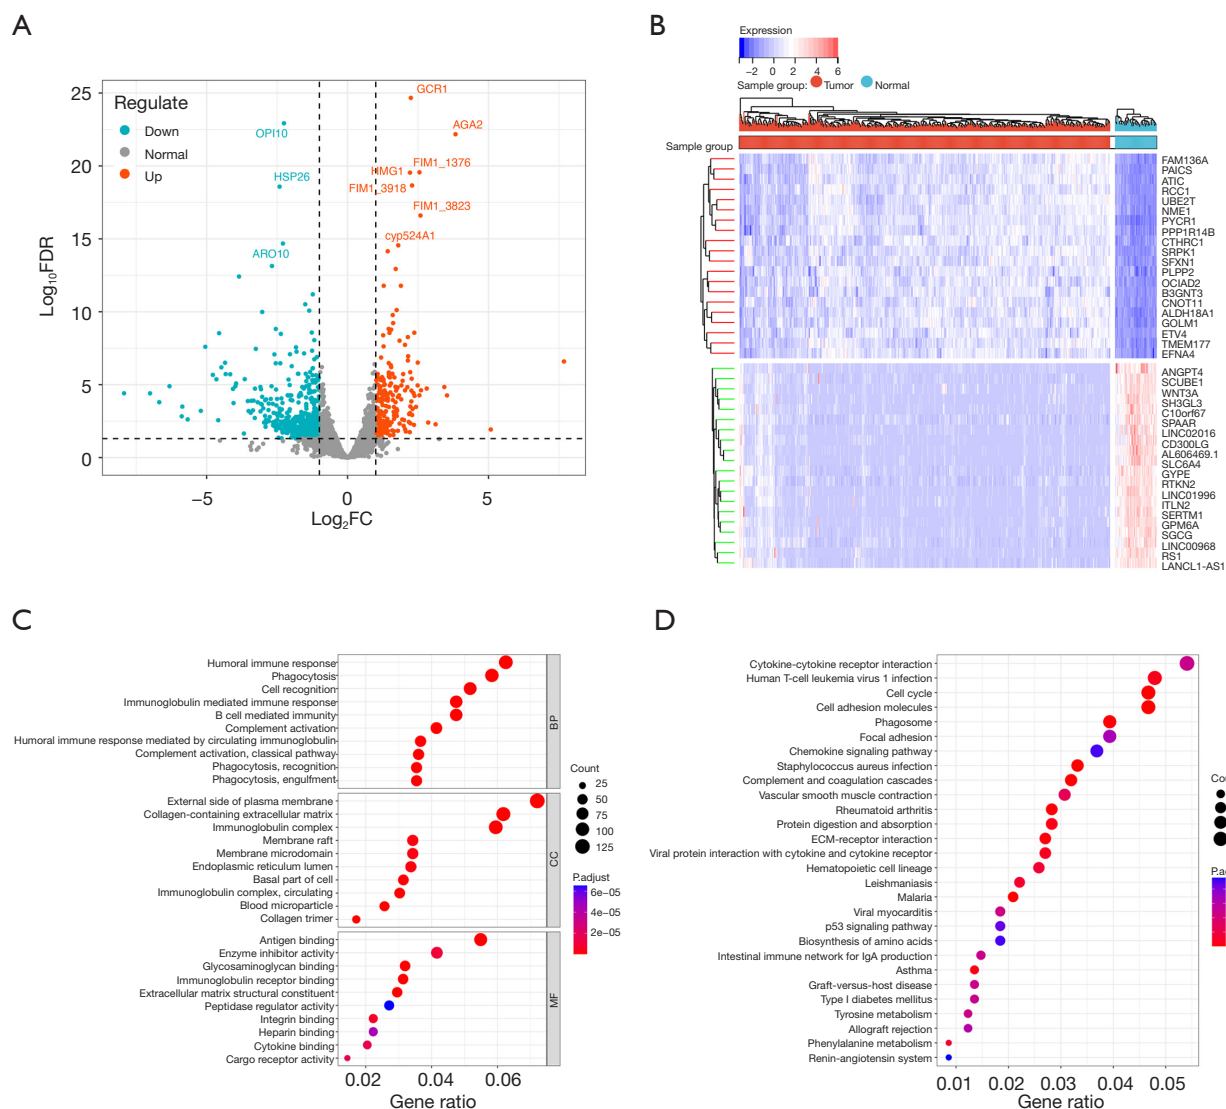 A
25
20
15
10
5
0
Log10FDR
Regulate
Down
Normal
Up
GCR1
OPI10
AGA2
FIM1_1376
HMG1
HSP26
FIM1_3918
FIM1_3823
cyp524A1
ARO10
−5
0
5
Log2FC
B
Expression
−2
0
2
4
6
Sample group:
Tumor
Normal
Sample group
FAM136A
PAICS
ATIC
RCC1
UBE2T
NME1
PYCR1
PPP1R14B
CTHRC1
SRPK1
SFXN1
PLPP2
OCIAD2
B3GNT3
CNOT11
ALDH18A1
GOLM1
ETV4
TMEM177
EFNA4
ANGPT4
SCUBE1
WNT3A
SH3GL3
C10orf67
SPAAR
LINC02016
CD300LG
AL606469.1
SLC6A4
GYPE
RTKN2
LINC01996
ITLN2
SERTM1
GPM6A
SGCG
LINC00968
RS1
LANCL1-AS1
C
Humoral immune response
Phagocytosis
Cell recognition
Immunoglobulin mediated immune response
B cell mediated immunity
Complement activation
Humoral immune response mediated by circulating immunoglobulin
Complement activation, classical pathway
Phagocytosis, recognition
Phagocytosis, engulfment
BP
External side of plasma membrane
Collagen-containing extracellular matrix
Immunoglobulin complex
Membrane raft
Membrane microdomain
Endoplasmic reticulum lumen
Basal part of cell
Immunoglobulin complex, circulating
Blood microparticle
Collagen trimer
CC
Antigen binding
Enzyme inhibitor activity
Glycosaminoglycan binding
Immunoglobulin receptor binding
Extracellular matrix structural constituent
Peptidase regulator activity
Integrin binding
Heparin binding
Cytokine binding
Cargo receptor activity
MF
0.02
0.04
0.06
Gene ratio
Count
25
50
75
100
125
P.adjust
6e−05
4e−05
2e−05
D
Cytokine-cytokine receptor interaction
Human T-cell leukemia virus 1 infection
Cell cycle
Cell adhesion molecules
Phagosome
Focal adhesion
Chemokine signaling pathway
Staphylococcus aureus infection
Complement and coagulation cascades
Vascular smooth muscle contraction
Rheumatoid arthritis
Protein digestion and absorption
ECM-receptor interaction
Viral protein interaction with cytokine and cytokine receptor
Hematopoietic cell lineage
Leishmaniasis
Malaria
Viral myocarditis
p53 signaling pathway
Biosynthesis of amino acids
Intestinal immune network for IgA production
Asthma
Graft-versus-host disease
Type I diabetes mellitus
Tyrosine metabolism
Allograft rejection
Phenylalanine metabolism
Renin-angiotensin system
0.01
0.02
0.03
0.04
0.05
Gene ratio